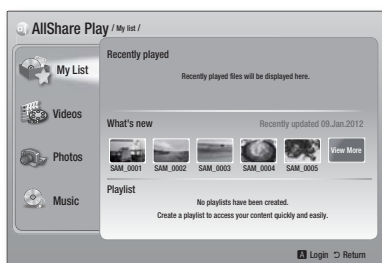 AllShare Play / My list /
My List
Videos
Photos
Music
Recently played
Recently played files will be displayed here.
What's new
Recently updated 09.Jan.2012
View More
SAM_0001 SAM_0002 SAM_0003 SAM_0004 SAM_0005
Playlist
No playlists have been created.
Create a playlist to access your content quickly and easily.
A Login Return